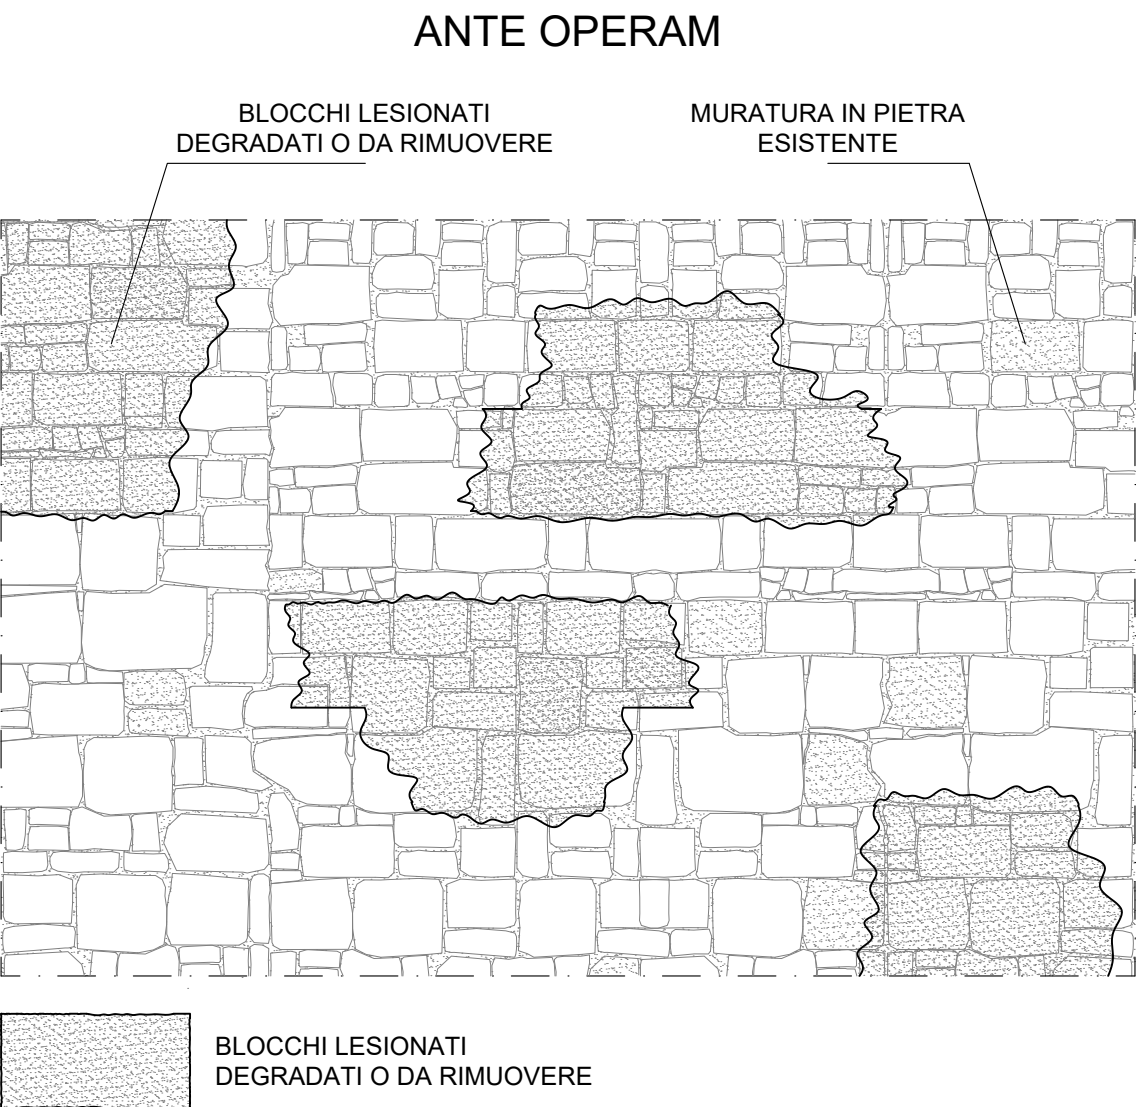 ANTE OPERAM
BLOCCHI LESIONATI
DEGRADATI O DA RIMUOVERE
MURATURA IN PIETRA
ESISTENTE
BLOCCHI LESIONATI
DEGRADATI O DA RIMUOVERE